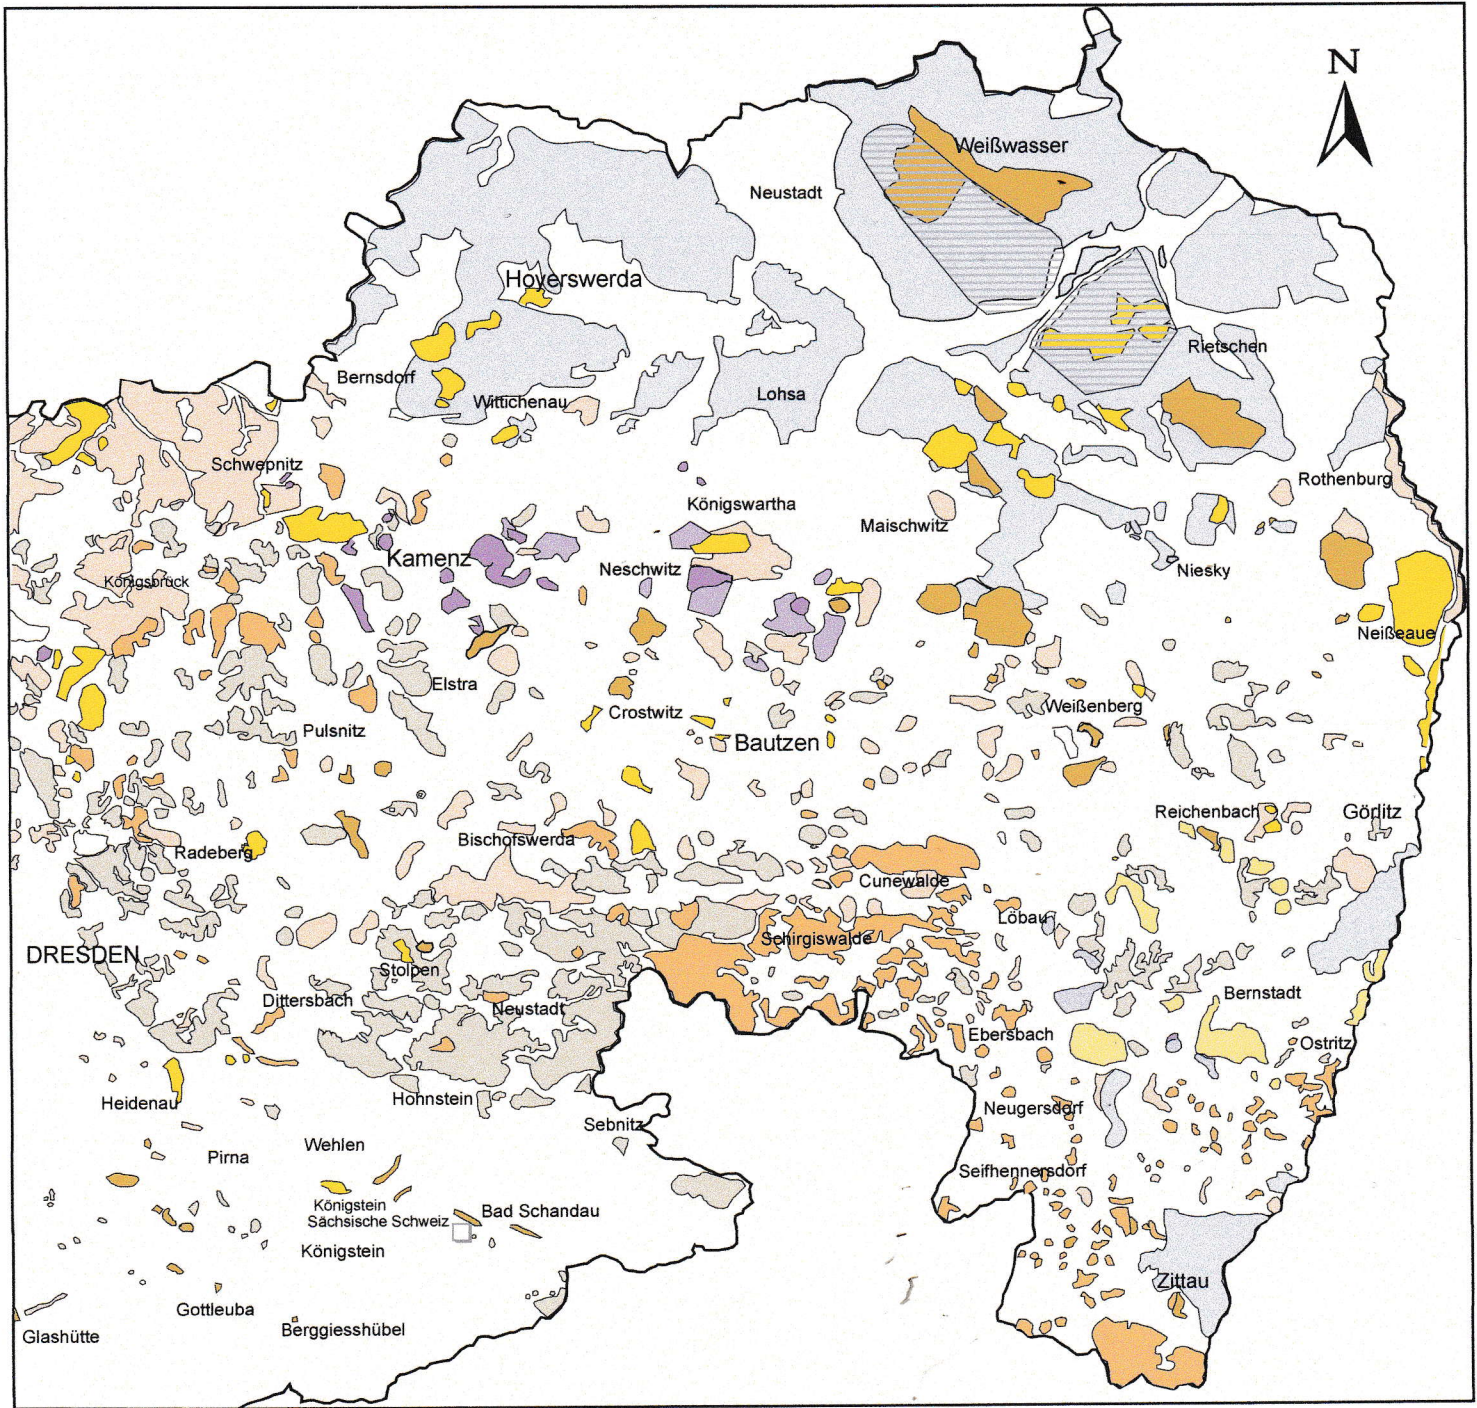 N
Weißwasser
Neustadt
Hoyerswerda
Rietschen
Bernsdorf
Lohsa
Wittichenau
Schwepnitz
Rothenburg
Königswartha
Maischwitz
Kamenz
Neschwitz
Niesky
Königsbrück
Neißeaue
Elstra
Crostwitz
Weißenberg
Pulsnitz
Bautzen
Reichenbach
Görlitz
Bischofswerda
Radeberg
Cunewalde
Löbau
Schirgiswalde
DRESDEN
Stolpen
Bernstadt
Dittersbach
Neustadt
Ebersbach
Ostritz
Hohnstein
Heidenau
Neugersdorf
Sebnitz
Wehlen
Pirna
Seifhennersdorf
Königstein
Bad Schandau
Sächsische Schweiz
Königstein
Zittau
Gottleuba
Berggiesshübel
Glashütte